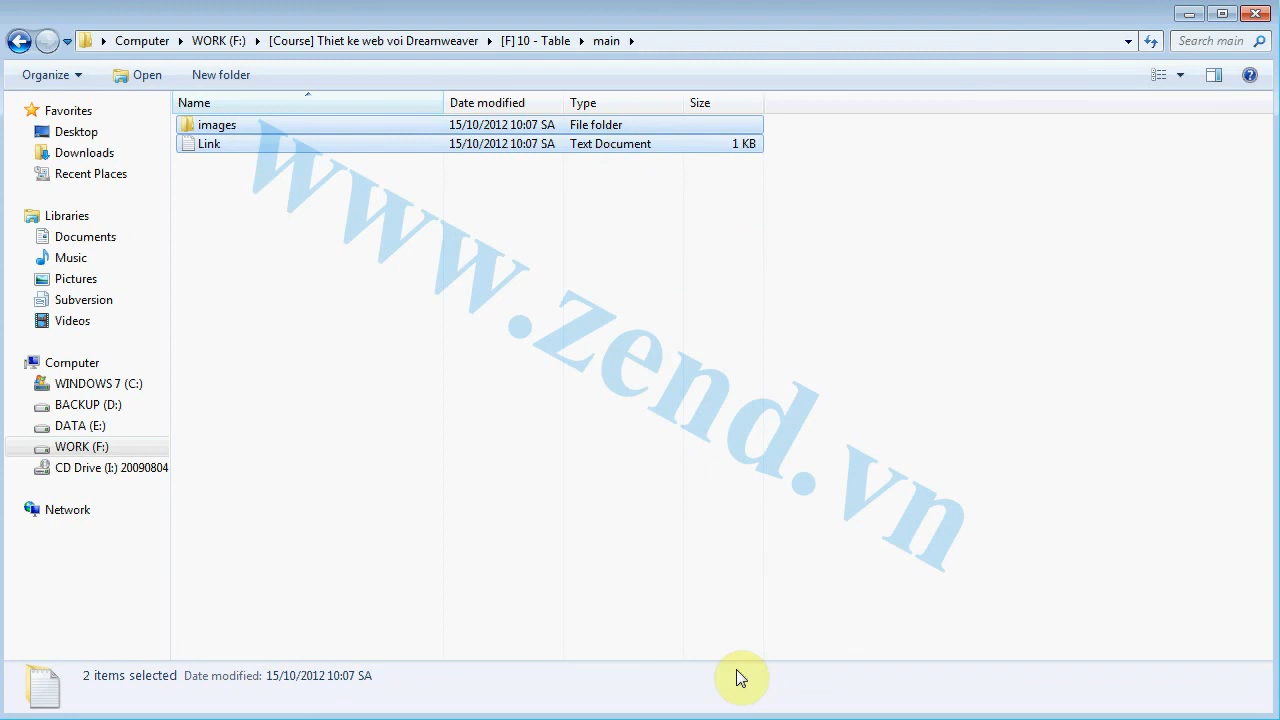 Computer WORK (F:) [Course] Thiet ke web voi Dreamweaver [F] 10 - Table main Search main
Organize Open New folder
Name Date modified Type Size
images 15/10/2012 10:07 SA File folder
Link 15/10/2012 10:07 SA Text Document 1 KB
Favorites
Desktop
Downloads
Recent Places
Libraries
Documents
Music
Pictures
Subversion
Videos
Computer
WINDOWS 7 (C:)
BACKUP (D:)
DATA (E:)
WORK (F:)
CD Drive (I:) 20090804
Network
www.zend.vn
2 items selected Date modified: 15/10/2012 10:07 SA